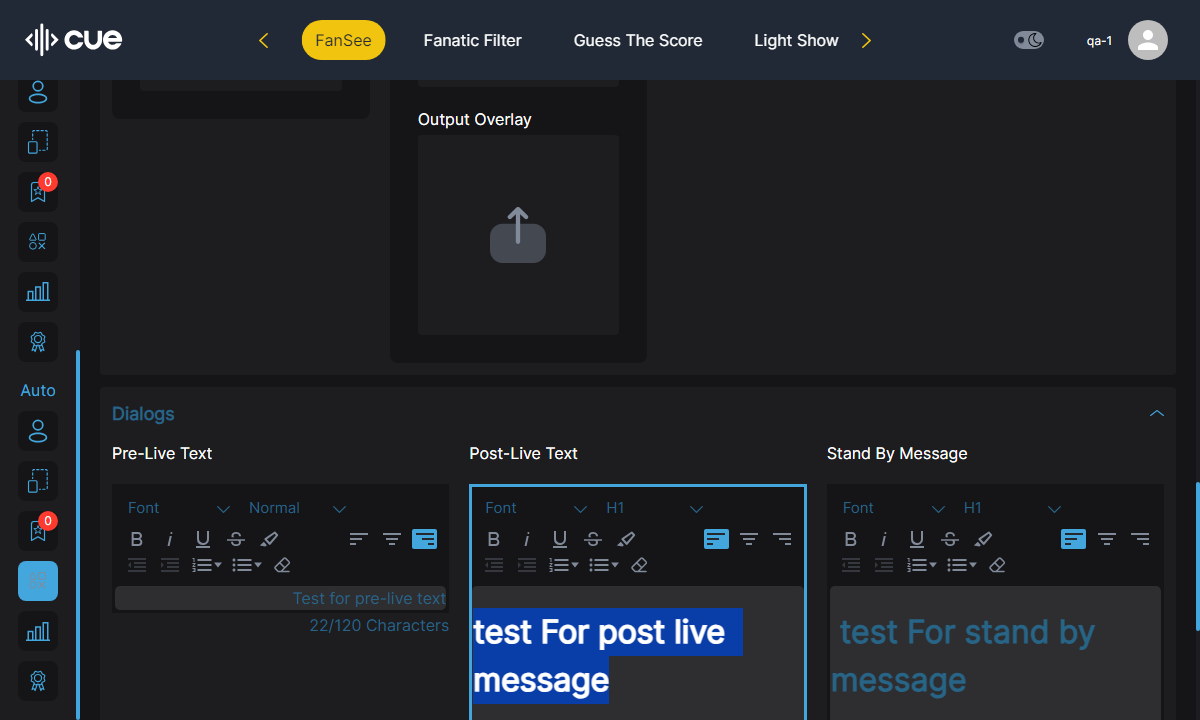 cue
FanSee
Fanatic Filter
Guess The Score
Light Show
qa-1
0
Auto
0
Output Overlay
Dialogs
Pre-Live Text
Font
Normal
B i U S
Test for pre-live text
22/120 Characters
Post-Live Text
Font
H1
B i U S
test For post live
message
Stand By Message
Font
H1
B i U S
test For stand by
message